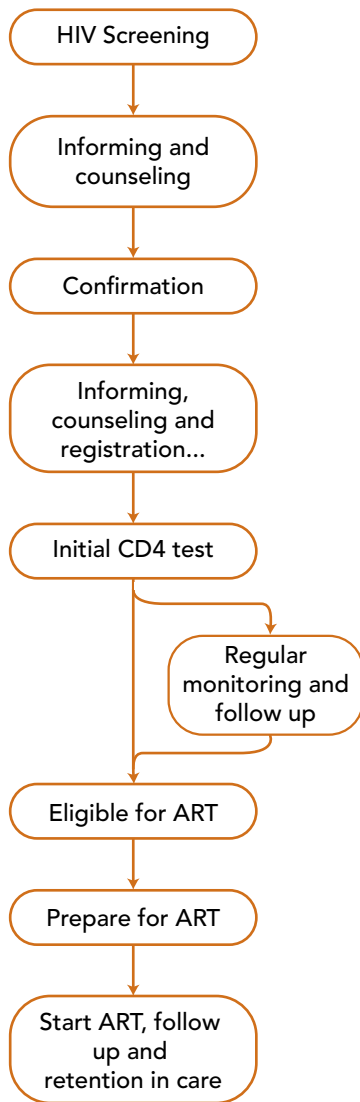 HIV Screening
Informing and
counseling
Confirmation
Informing,
counseling and
registration...
Initial CD4 test
Regular
monitoring and
follow up
Eligible for ART
Prepare for ART
Start ART, follow
up and
retention in care